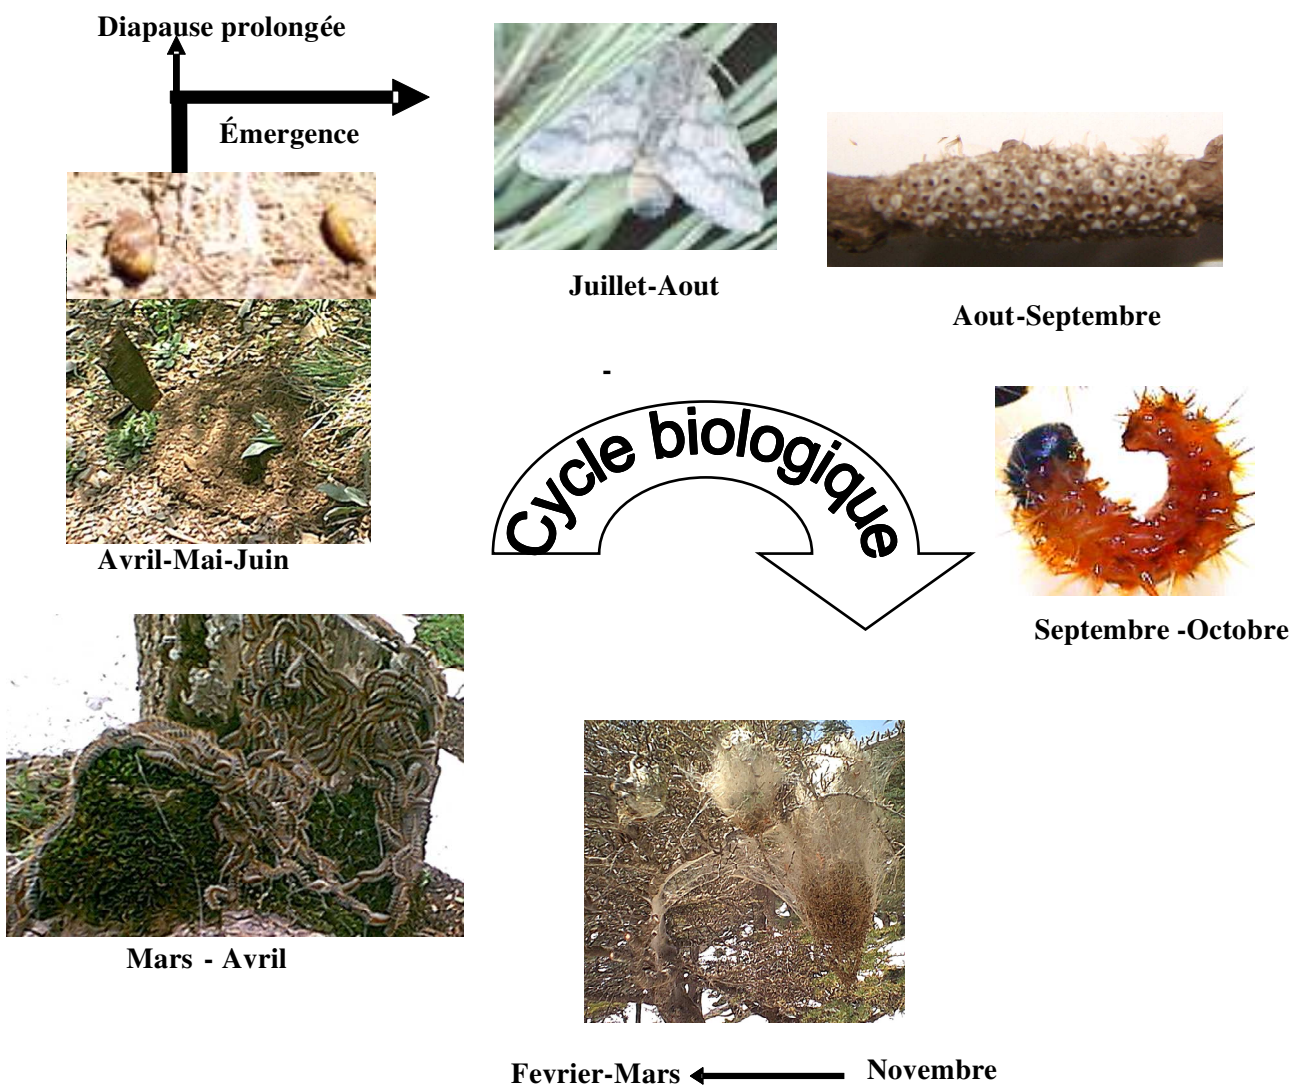 Diapause prolongée
Émergence
Juillet-Aout
Aout-Septembre
-
Cycle biologique
Avril-Mai-Juin
Septembre -Octobre
Mars - Avril
Fevrier-Mars
Novembre